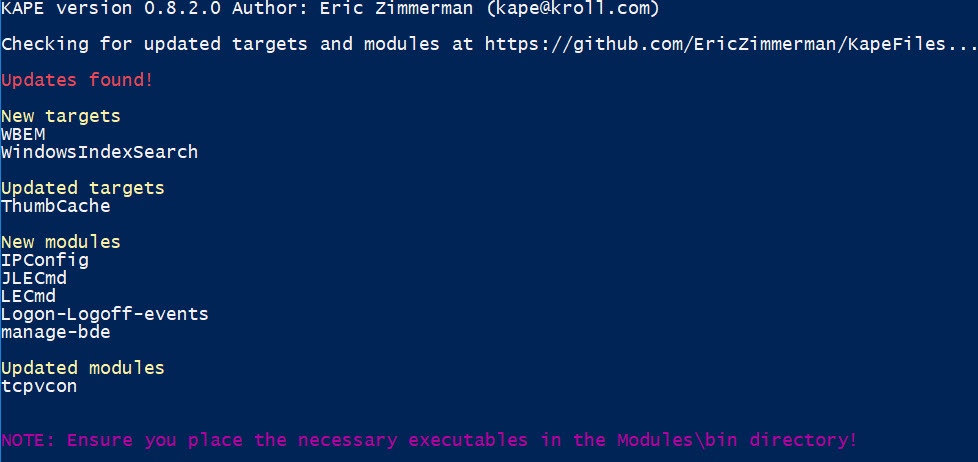 KAPE version 0.8.2.0 Author: Eric Zimmerman (kape@kroll.com)
Checking for updated targets and modules at https://github.com/EricZimmerman/KapeFiles...
Updates found!
New targets
WBEM
WindowsIndexSearch
Updated targets
ThumbCache
New modules
IPConfig
JLECmd
LECmd
Logon-Logoff-events
manage-bde
Updated modules
tcpvcon
NOTE: Ensure you place the necessary executables in the Modules\bin directory!